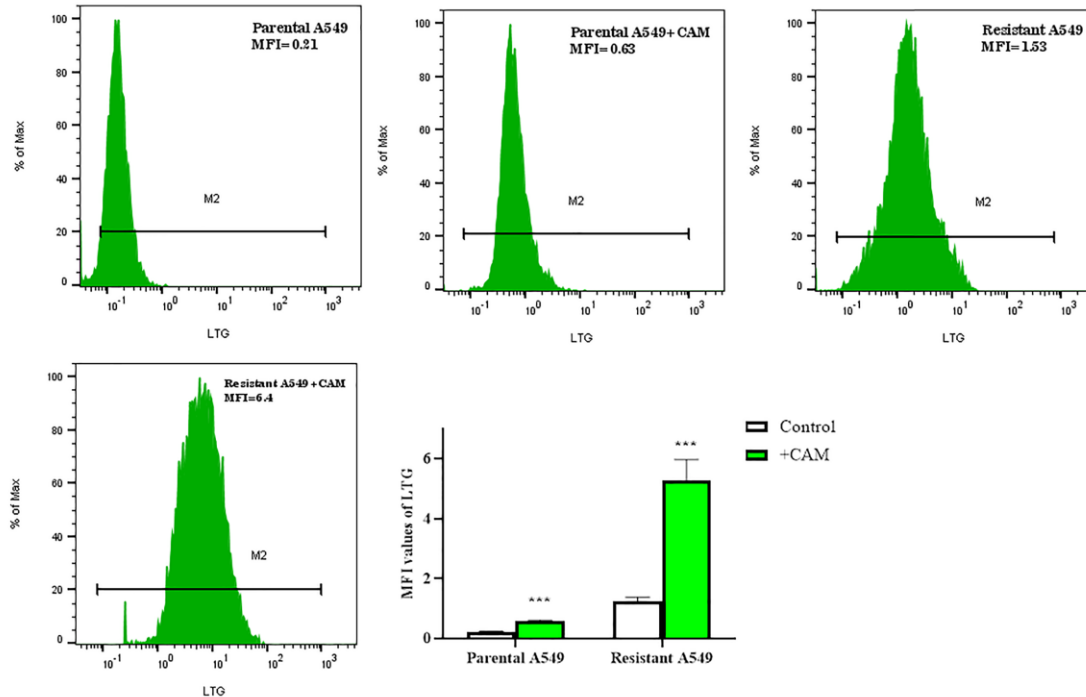 Parental A549
MFI= 0.21
% of Max
100
80
60
40
20
0
M2
10^-1 10^0 10^1 10^2 10^3
LTG
Parental A549+ CAM
MFI= 0.63
% of Max
100
80
60
40
20
0
M2
10^-1 10^0 10^1 10^2 10^3
LTG
Resistant A549
MFI= 1.53
% of Max
100
80
60
40
20
0
M2
10^-1 10^0 10^1 10^2 10^3
LTG
Resistant A549 +CAM
MFI=6.4
% of Max
100
80
60
40
20
0
M2
10^-1 10^0 10^1 10^2 10^3
LTG
Control
+CAM
MFI values of LTG
6
4
2
0
***
***
Parental A549 Resistant A549